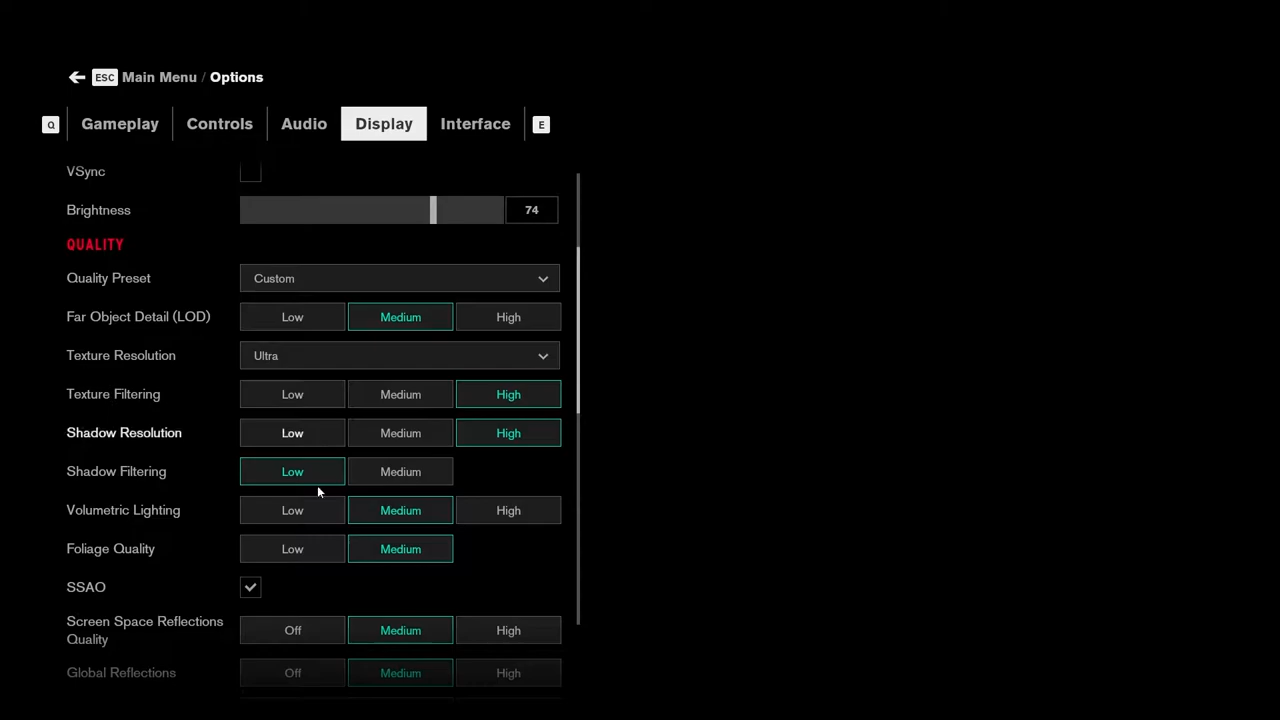 ESC Main Menu / Options
Q Gameplay Controls Audio Display Interface E
VSync
Brightness 74
QUALITY
Quality Preset Custom
Far Object Detail (LOD) Low Medium High
Texture Resolution Ultra
Texture Filtering Low Medium High
Shadow Resolution Low Medium High
Shadow Filtering Low Medium
Volumetric Lighting Low Medium High
Foliage Quality Low Medium
SSAO
Screen Space Reflections
Quality Off Medium High
Global Reflections Off Medium High